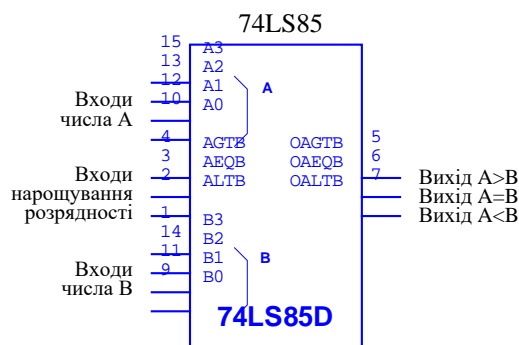 74LS85
15 A3
13 A2
12 A1
10 A0
A
Входи
числа A
4 AGTB OAGTB 5
3 AEQB OAEQB 6
2 ALTB OALTB 7
Входи
нарощування
розрядності
Вихід A>B
Вихід A=B
Вихід A<B
1 B3
14 B2
11 B1
9 B0
B
Входи
числа B
74LS85D